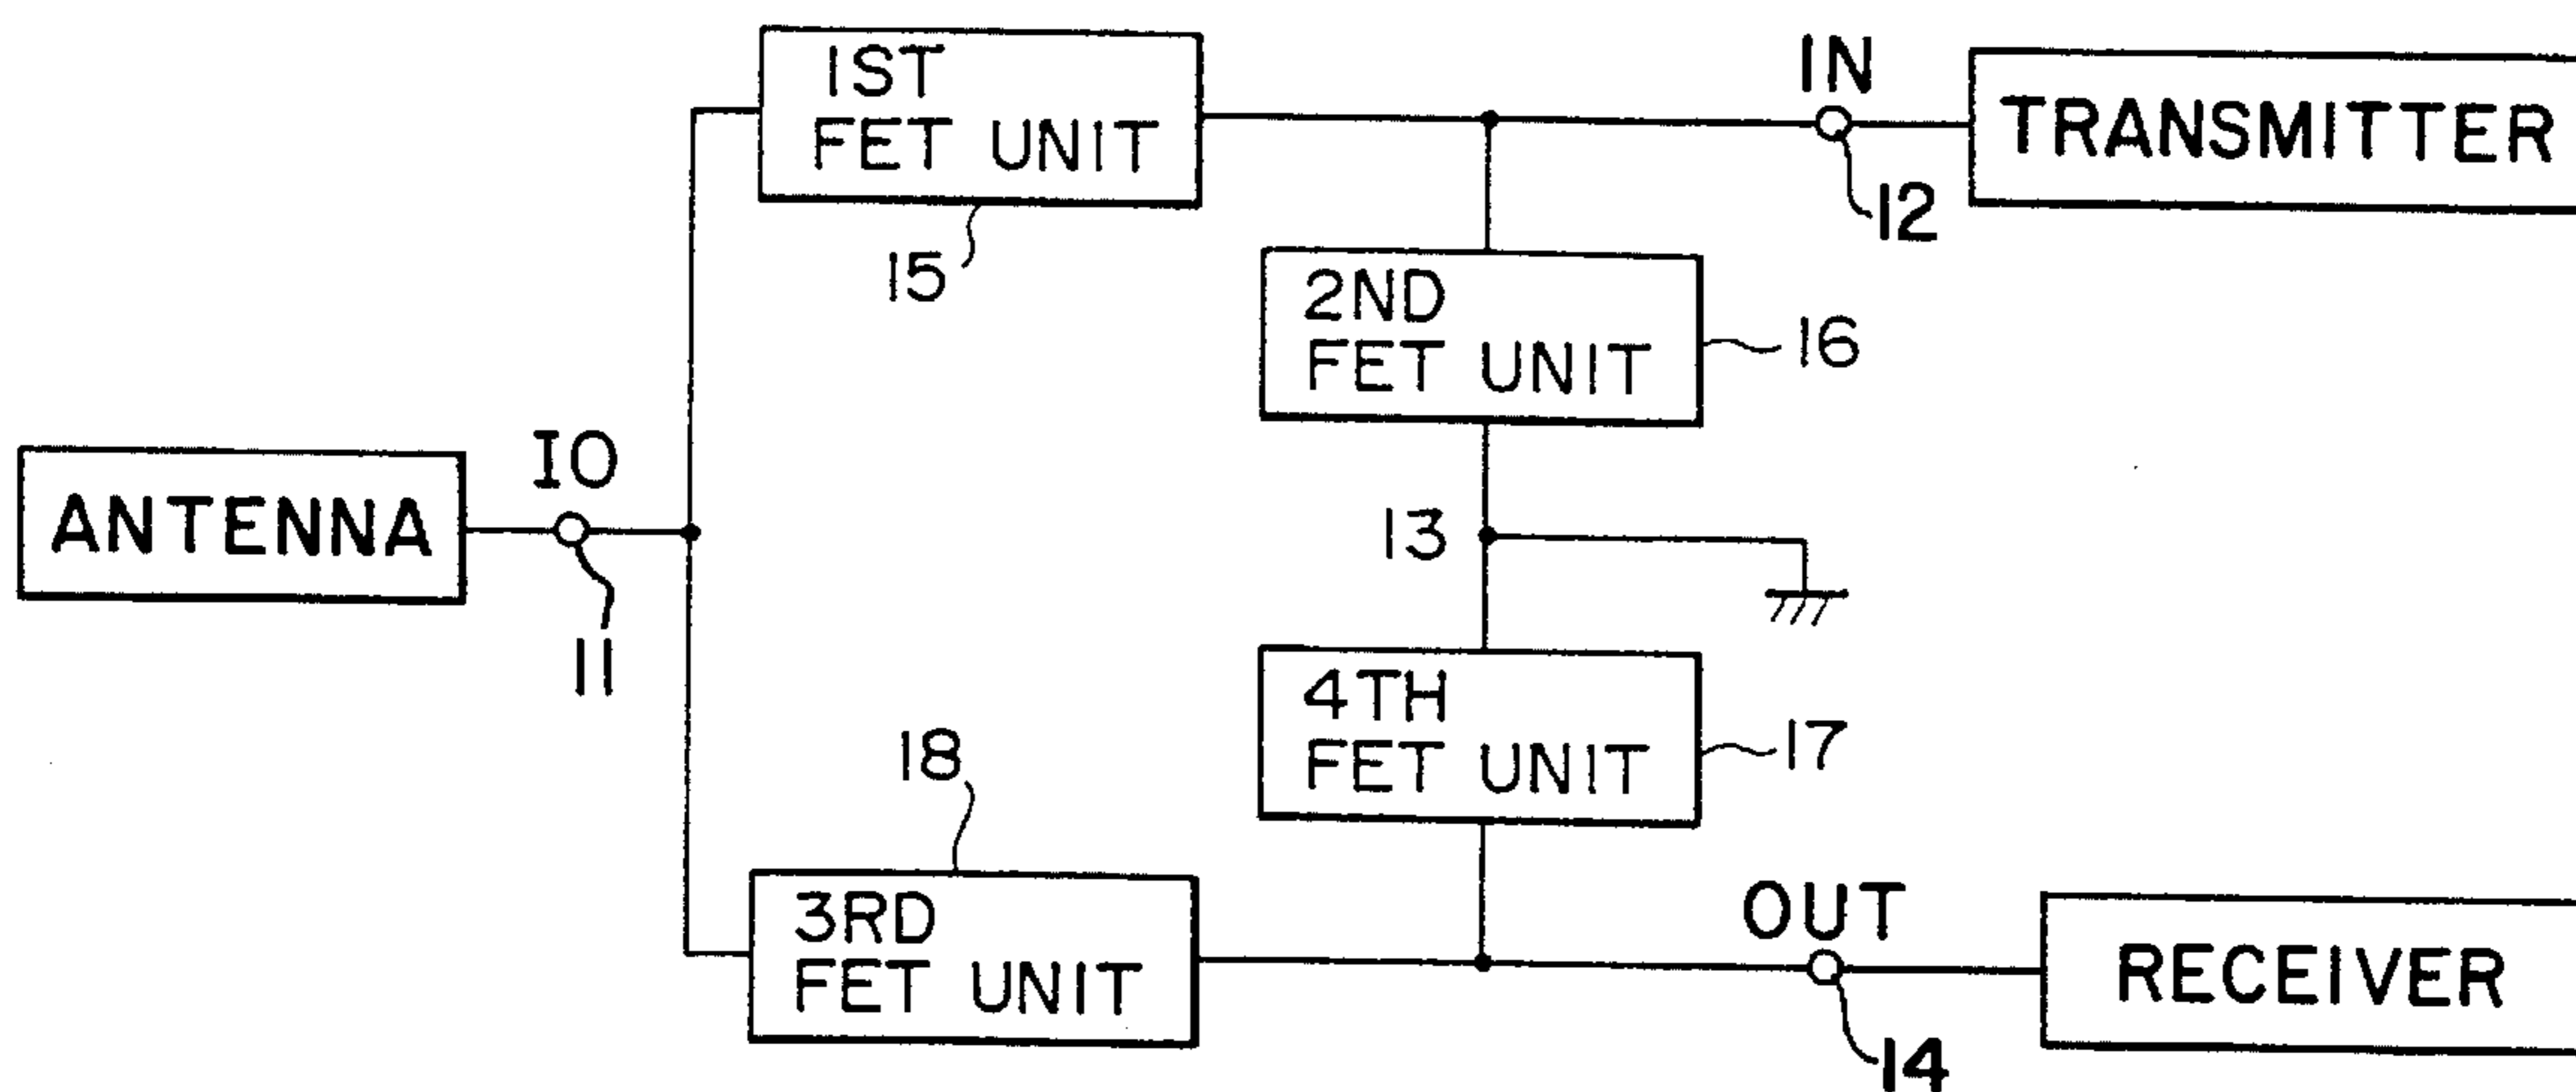 1ST
FET UNIT
15
IN
12
TRANSMITTER
2ND
FET UNIT
16
ANTENNA
IO
11
13
4TH
FET UNIT
17
18
3RD
FET UNIT
OUT
14
RECEIVER